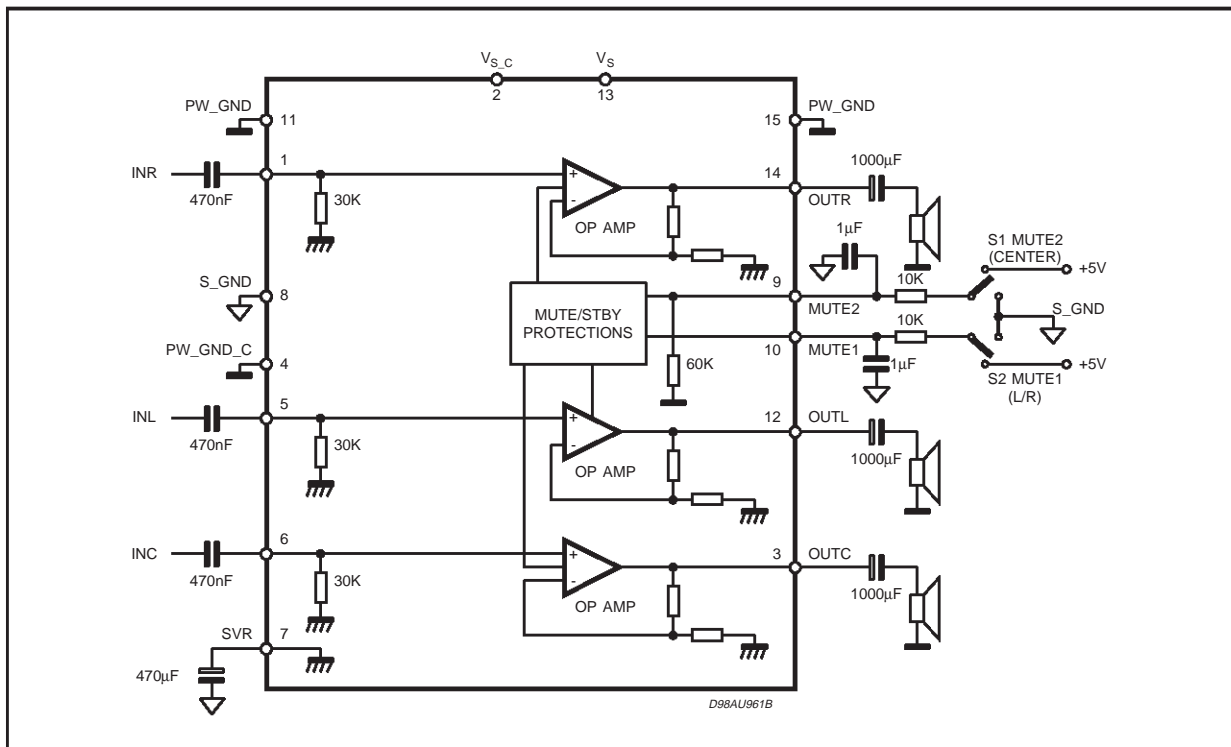 V_S_C
V_S
2
13
PW_GND
11
15
PW_GND
INR
470nF
1
30K
+
-
OP AMP
14
OUTR
1000µF
1µF
S1 MUTE2
(CENTER)
+5V
S_GND
8
MUTE/STBY
PROTECTIONS
9
MUTE2
10K
S_GND
10K
10
MUTE1
60K
1µF
S2 MUTE1
(L/R)
+5V
PW_GND_C
4
INL
470nF
5
30K
+
-
OP AMP
12
OUTL
1000µF
INC
470nF
6
30K
+
-
OP AMP
3
OUTC
1000µF
SVR
7
470µF
D98AU961B